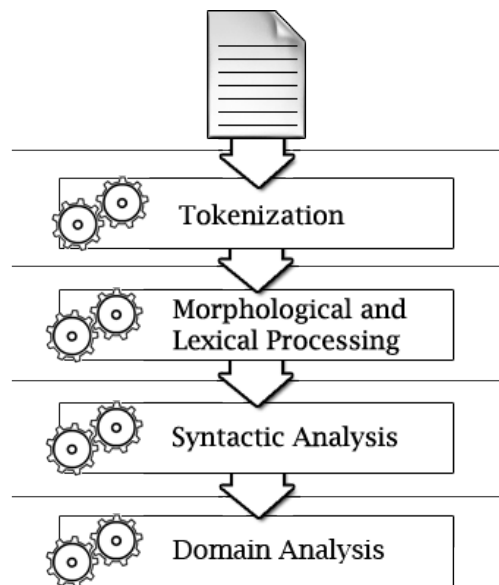 Tokenization
Morphological and
Lexical Processing
Syntactic Analysis
Domain Analysis